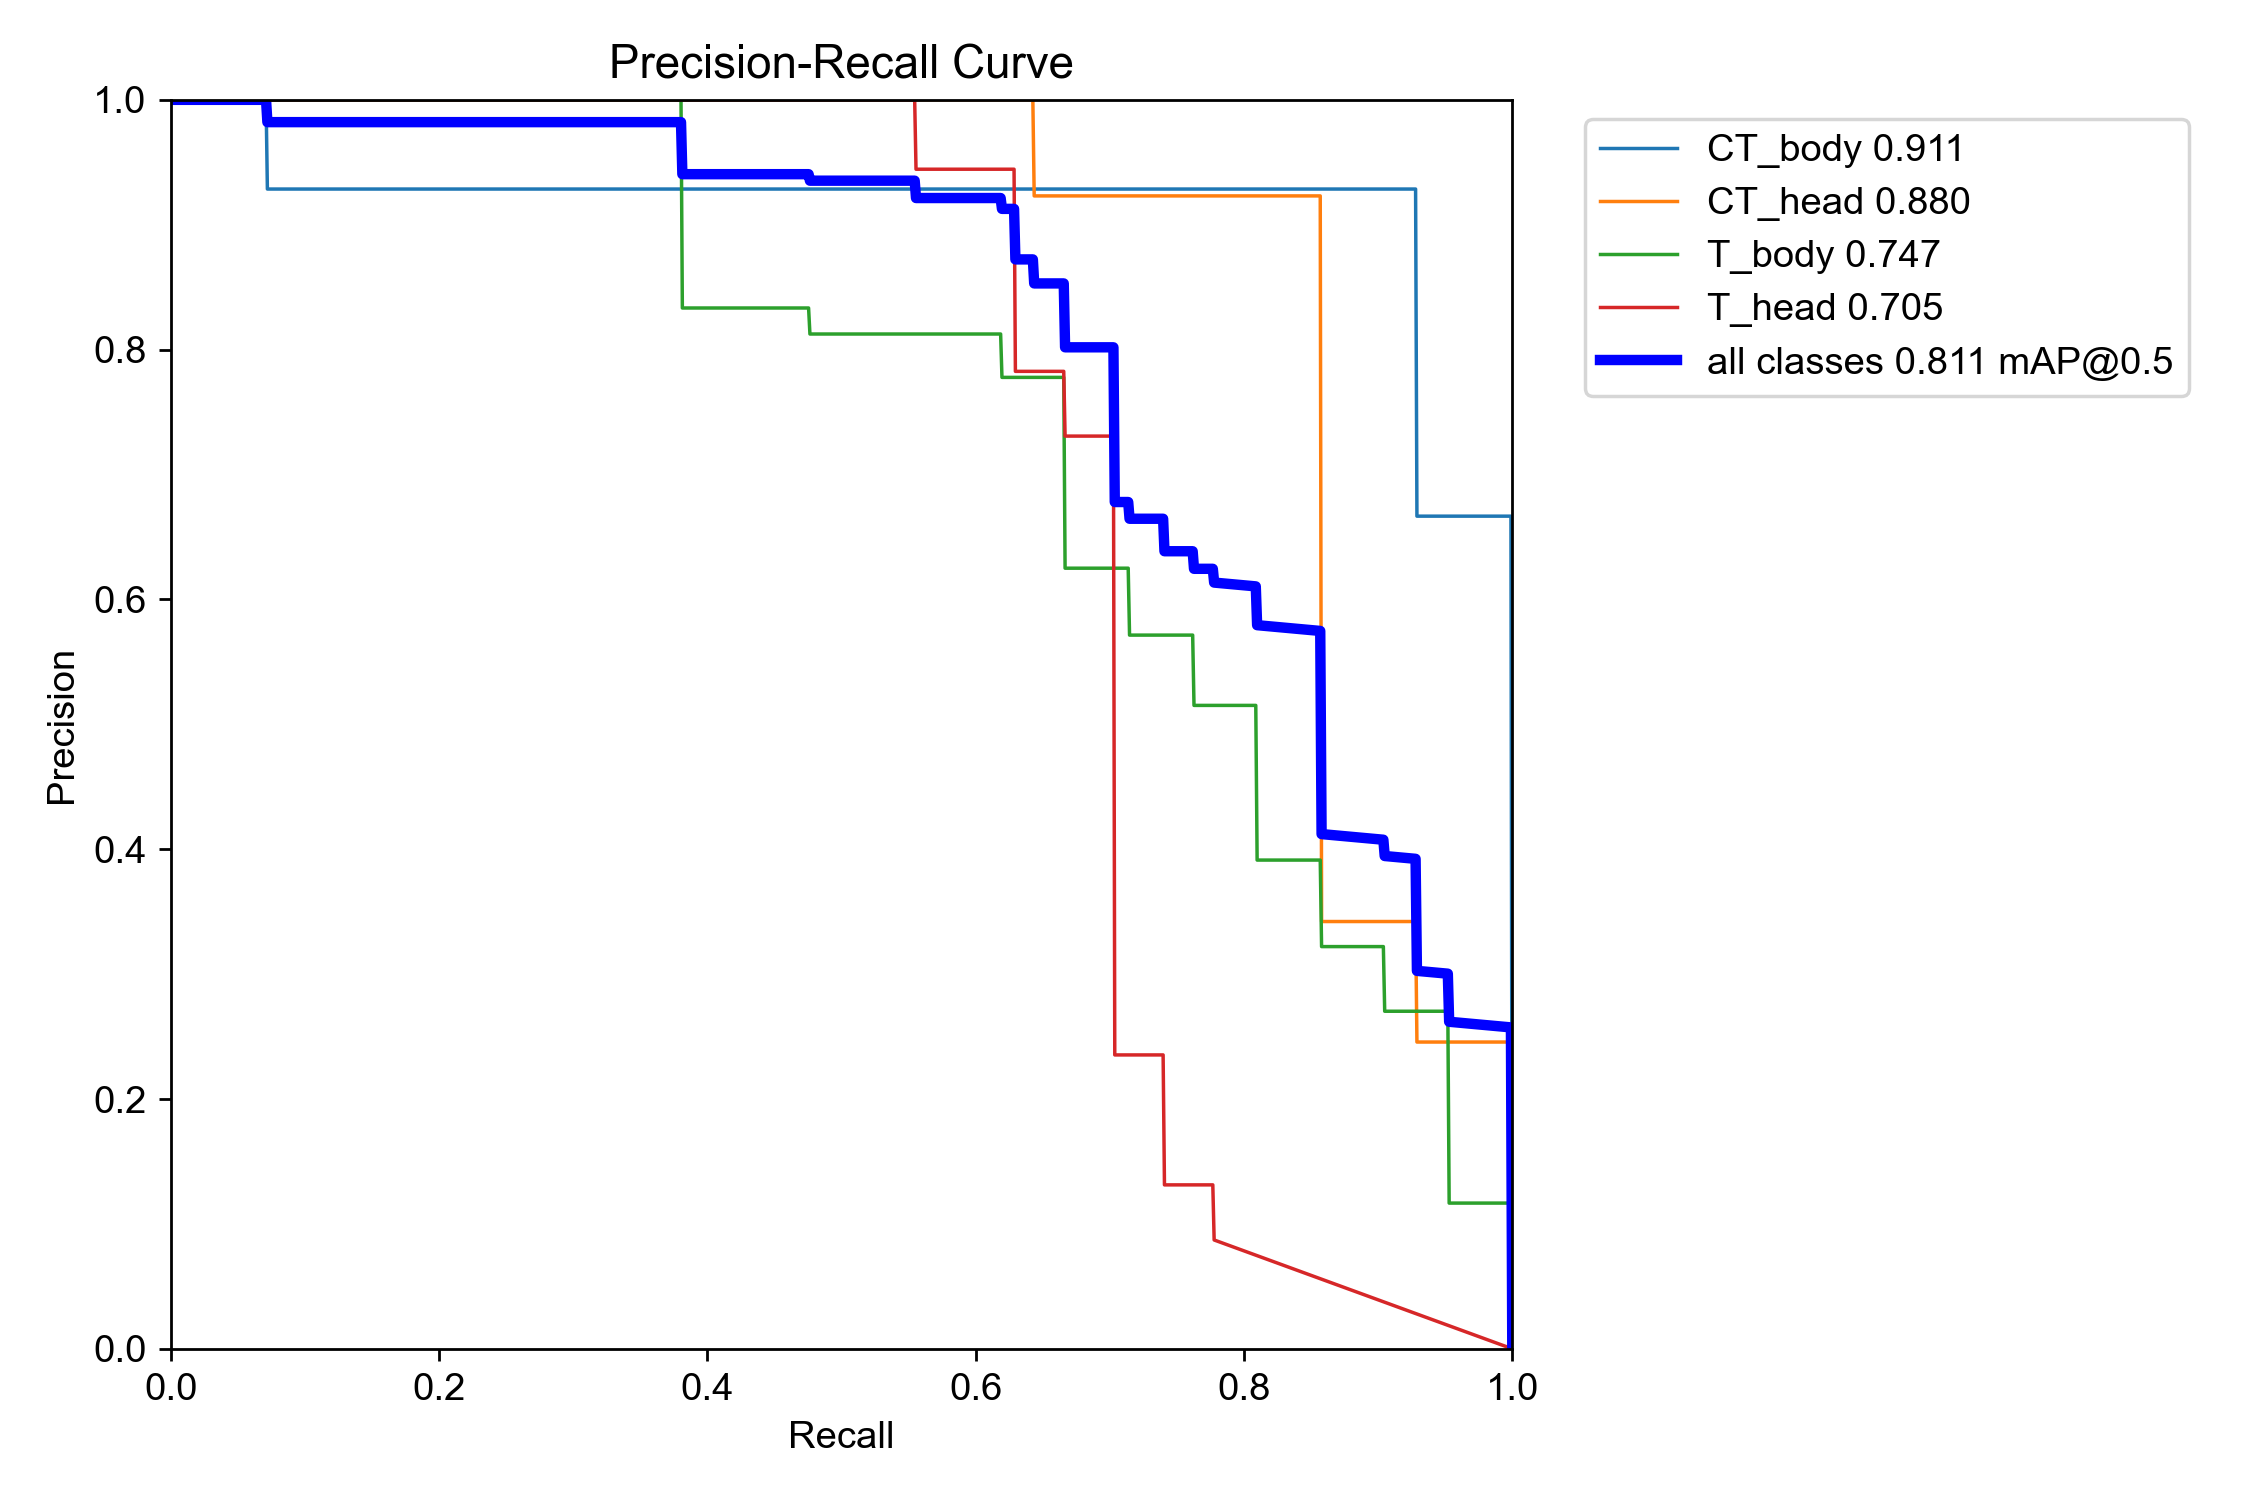 Precision-Recall Curve
1.0
0.8
0.6
0.4
0.2
0.0
Precision
0.0 0.2 0.4 0.6 0.8 1.0
Recall
CT_body 0.911
CT_head 0.880
T_body 0.747
T_head 0.705
all classes 0.811 mAP@0.5